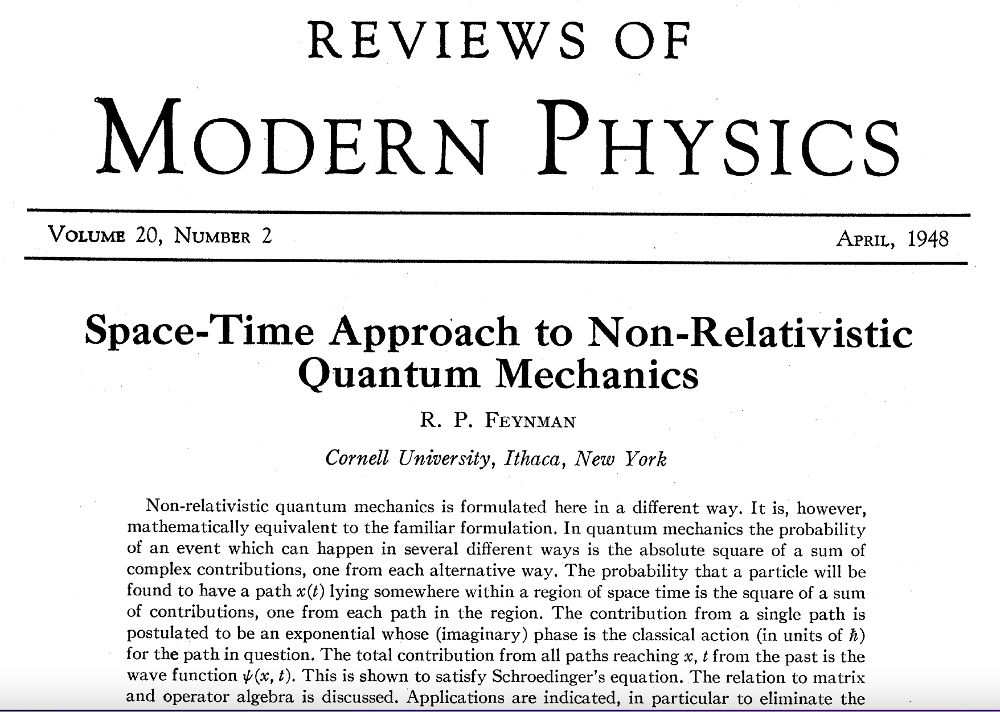 REVIEWS OF
MODERN PHYSICS
VOLUME 20, NUMBER 2 APRIL, 1948
Space-Time Approach to Non-Relativistic
Quantum Mechanics
R. P. FEYNMAN
Cornell University, Ithaca, New York
Non-relativistic quantum mechanics is formulated here in a different way. It is, however,
mathematically equivalent to the familiar formulation. In quantum mechanics the probability
of an event which can happen in several different ways is the absolute square of a sum of
complex contributions, one from each alternative way. The probability that a particle will be
found to have a path x(t) lying somewhere within a region of space time is the square of a sum
of contributions, one from each path in the region. The contribution from a single path is
postulated to be an exponential whose (imaginary) phase is the classical action (in units of ℏ)
for the path in question. The total contribution from all paths reaching x, t from the past is the
wave function ψ(x, t). This is shown to satisfy Schroedinger's equation. The relation to matrix
and operator algebra is discussed. Applications are indicated, in particular to eliminate the